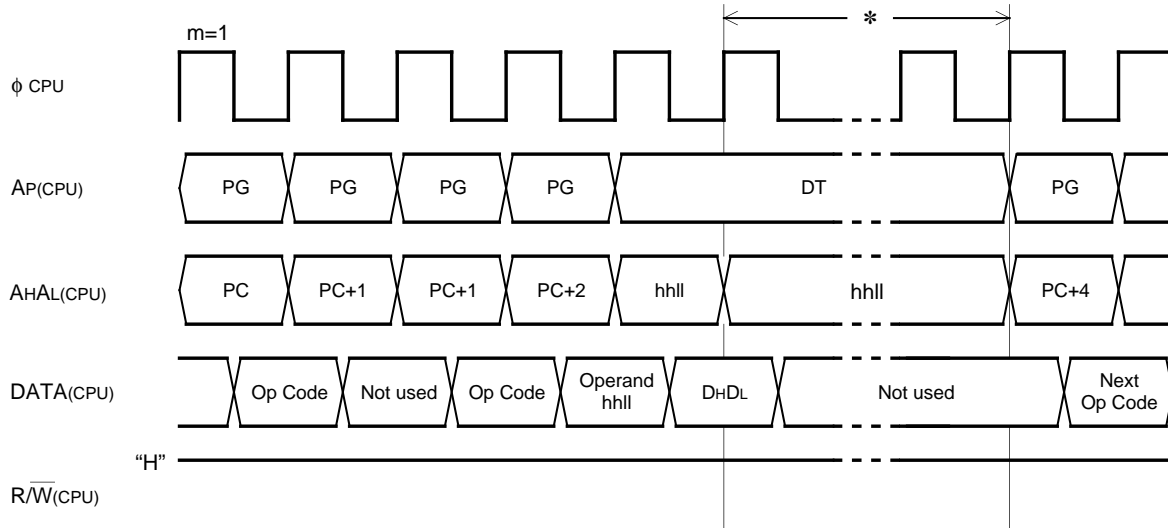 *
m=1
ϕ CPU
AP(CPU) PG PG PG PG DT PG
AHAL(CPU) PC PC+1 PC+1 PC+2 hhll hhll PC+4
DATA(CPU) Op Code Not used Op Code Operand hhll DHDL Not used Next Op Code
“H”
R/W(CPU)